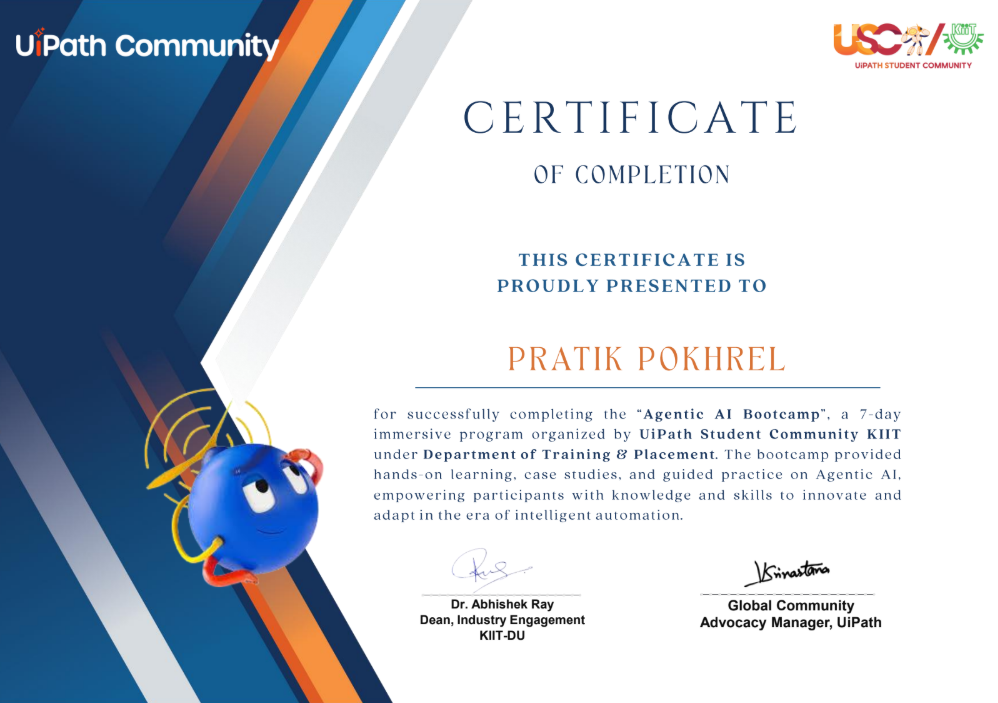 UiPath Community
USC/KIIT
UiPATH STUDENT COMMUNITY
CERTIFICATE
OF COMPLETION
THIS CERTIFICATE IS
PROUDLY PRESENTED TO
PRATIK POKHREL
for successfully completing the “Agentic AI Bootcamp”, a 7-day
immersive program organized by UiPath Student Community KIIT
under Department of Training & Placement. The bootcamp provided
hands-on learning, case studies, and guided practice on Agentic AI,
empowering participants with knowledge and skills to innovate and
adapt in the era of intelligent automation.
Dr. Abhishek Ray
Dean, Industry Engagement
KIIT-DU
Global Community
Advocacy Manager, UiPath